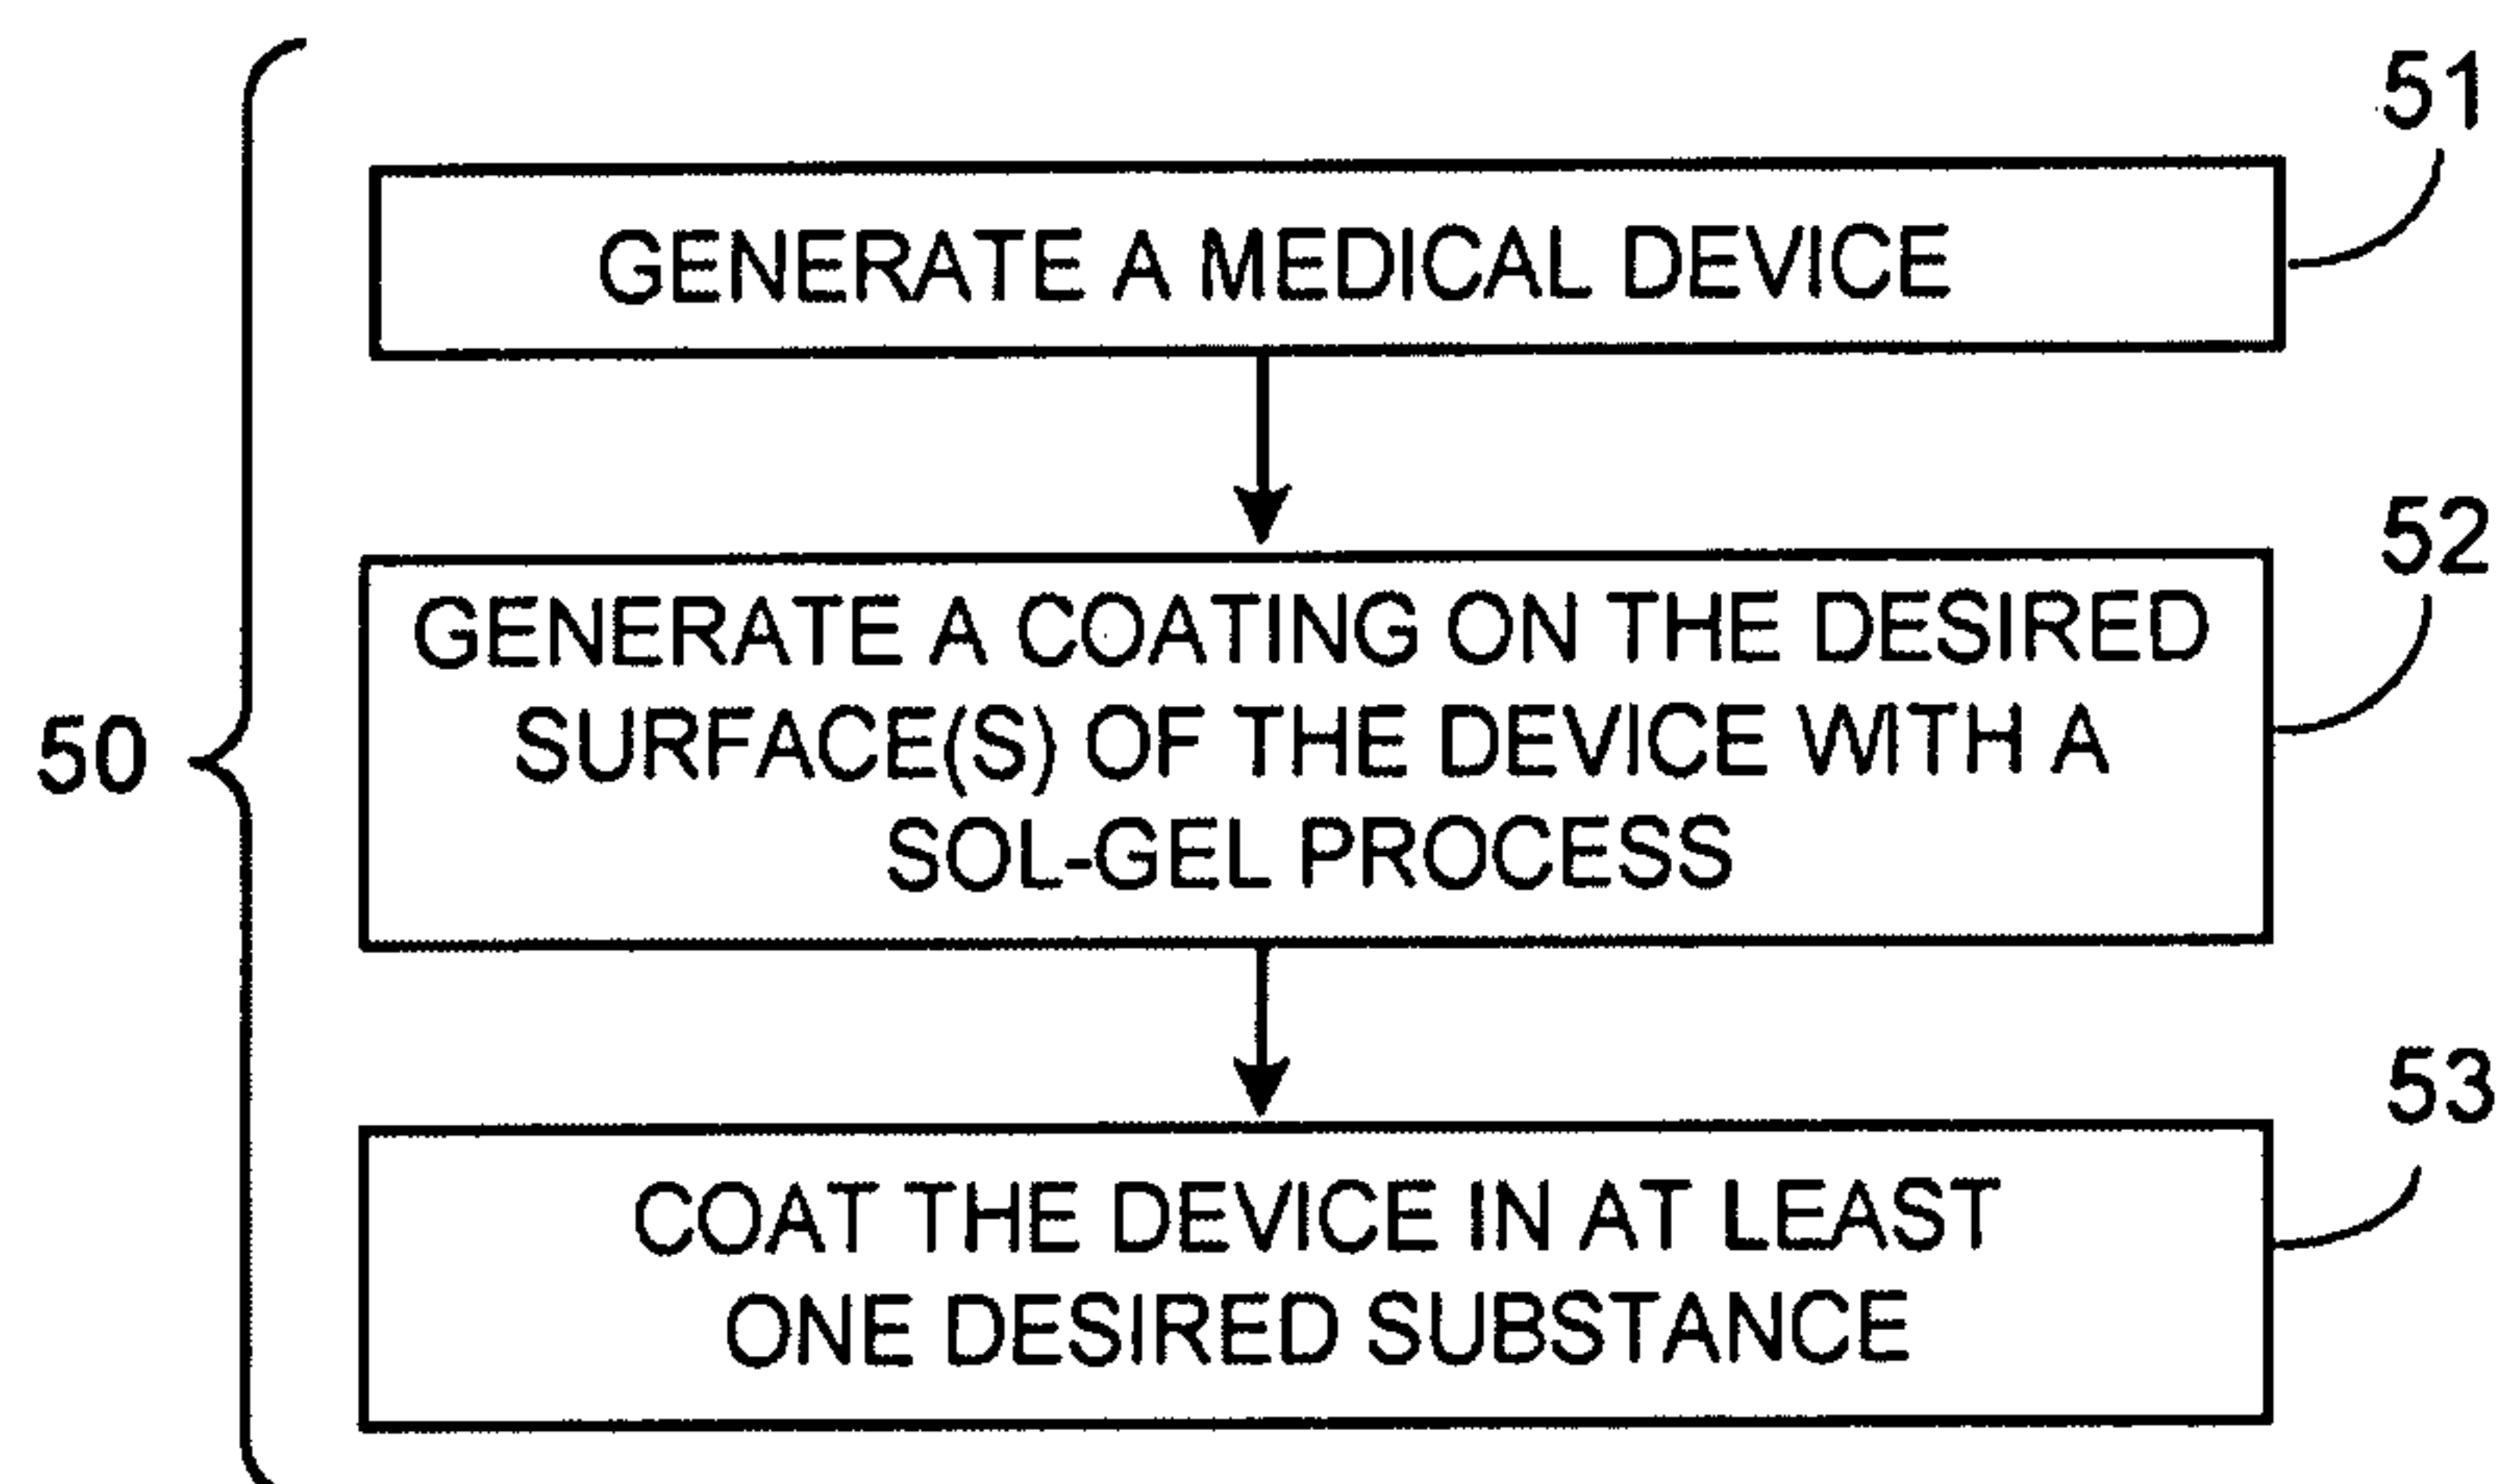 51
GENERATE A MEDICAL DEVICE
52
GENERATE A COATING ON THE DESIRED
SURFACE(S) OF THE DEVICE WITH A
SOL-GEL PROCESS
50
53
COAT THE DEVICE IN AT LEAST
ONE DESIRED SUBSTANCE